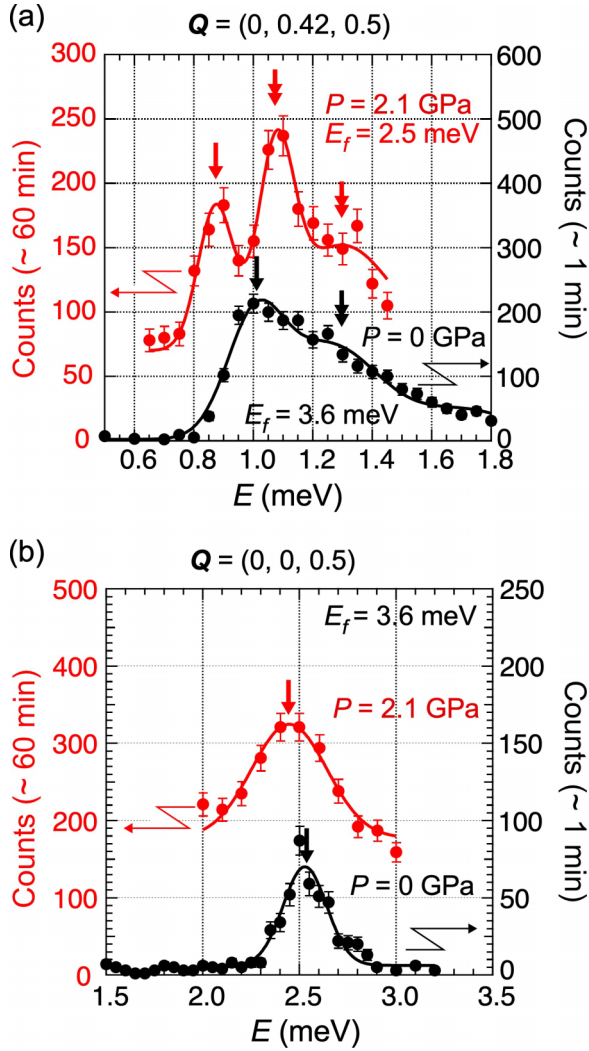 (a)
Q = (0, 0.42, 0.5)
300
250
200
150
100
50
0
Counts (~ 60 min)
600
500
400
300
200
100
0
Counts (~ 1 min)
P = 2.1 GPa
E_f = 2.5 meV
P = 0 GPa
E_f = 3.6 meV
0.6 0.8 1.0 1.2 1.4 1.6 1.8
E (meV)
(b)
Q = (0, 0, 0.5)
500
400
300
200
100
0
Counts (~ 60 min)
250
200
150
100
50
0
Counts (~ 1 min)
E_f = 3.6 meV
P = 2.1 GPa
P = 0 GPa
1.5 2.0 2.5 3.0 3.5
E (meV)